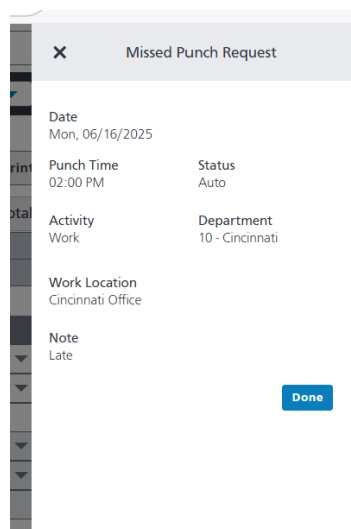 Missed Punch Request
Date
Mon, 06/16/2025
Punch Time
02:00 PM
Status
Auto
Activity
Work
Department
10 - Cincinnati
Work Location
Cincinnati Office
Note
Late
Done